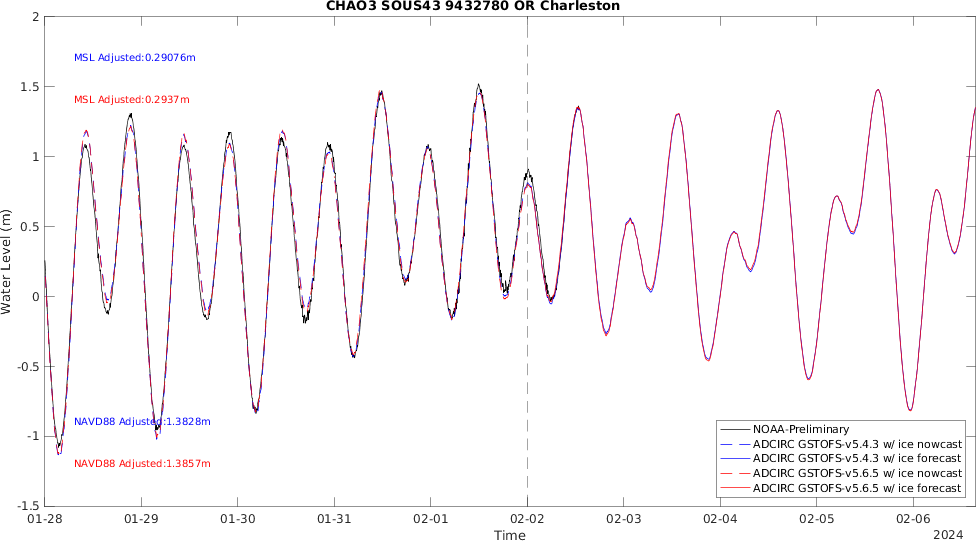 CHAO3 SOUS43 9432780 OR Charleston
2
1.5
1
0.5
0
-0.5
-1
-1.5
Water Level (m)
MSL Adjusted:0.29076m
MSL Adjusted:0.2937m
NAVD88 Adjusted:1.3828m
NAVD88 Adjusted:1.3857m
NOAA-Preliminary
ADCIRC GSTOFS-v5.4.3 w/ ice nowcast
ADCIRC GSTOFS-v5.4.3 w/ ice forecast
ADCIRC GSTOFS-v5.6.5 w/ ice nowcast
ADCIRC GSTOFS-v5.6.5 w/ ice forecast
01-28 01-29 01-30 01-31 02-01 02-02 02-03 02-04 02-05 02-06
Time
2024